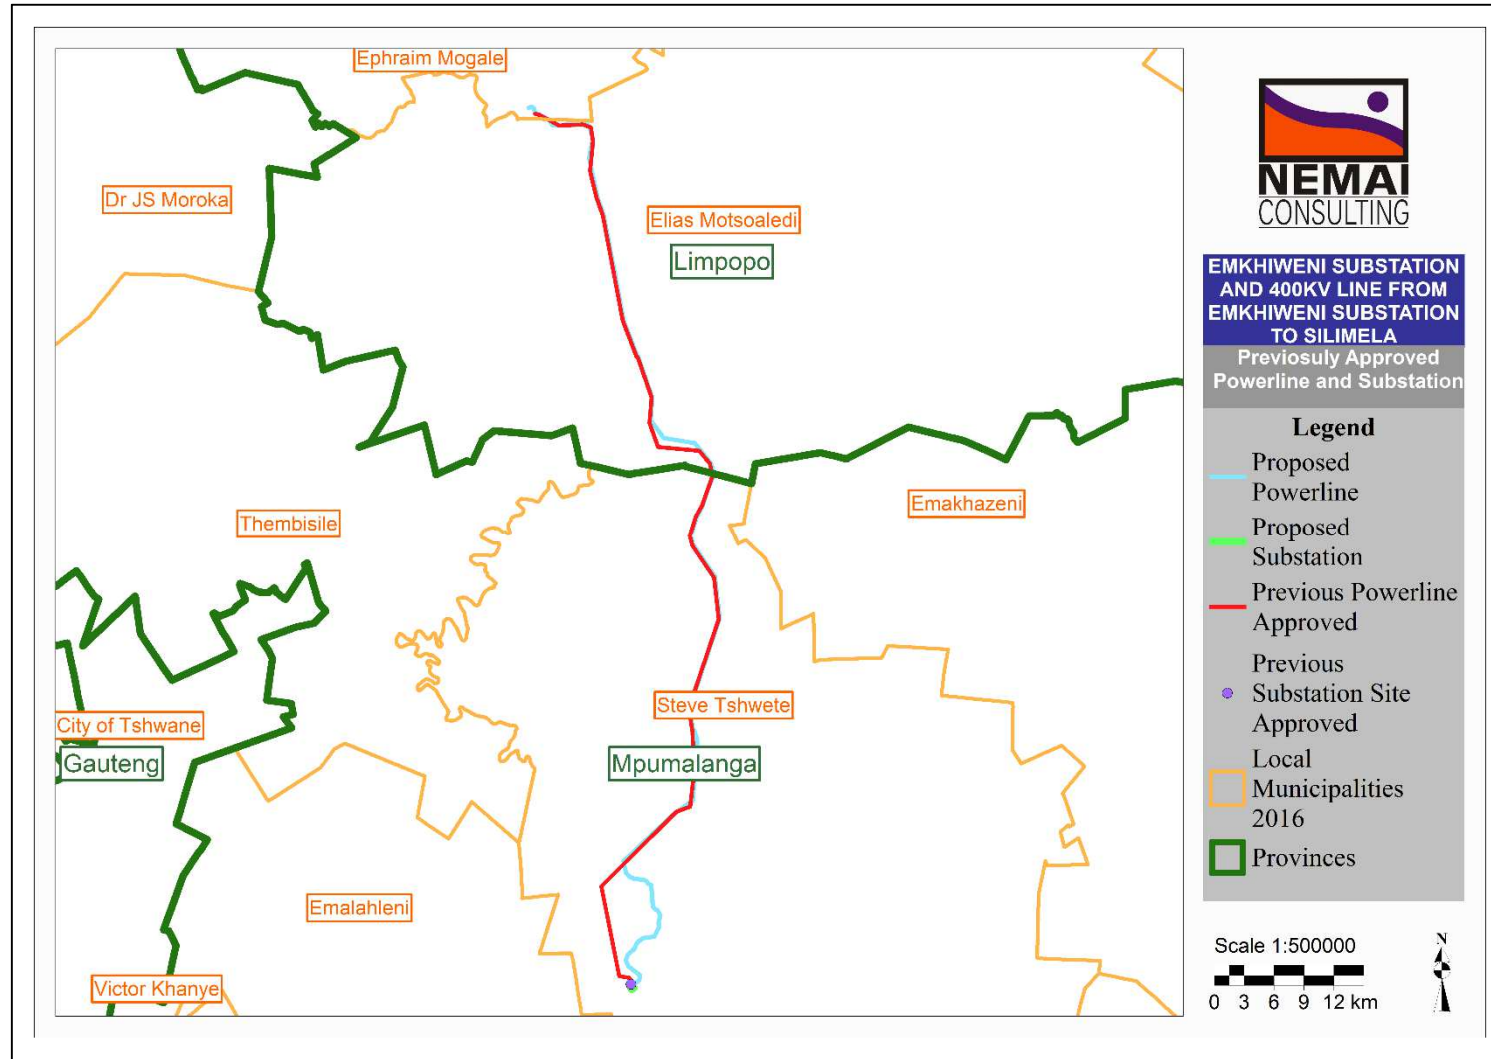 Ephraim Mogale
Dr JS Moroka
Elias Motsoaledi
Limpopo
Thembisile
Emakhazeni
Steve Tshwete
City of Tshwane
Gauteng
Mpumalanga
Emalahleni
Victor Khanye
NEMAI
CONSULTING
EMKHIWENI SUBSTATION
AND 400KV LINE FROM
EMKHIWENI SUBSTATION
TO SILIMELA
Previosuly Approved
Powerline and Substation
Legend
Proposed
Powerline
Proposed
Substation
Previous Powerline
Approved
Previous
Substation Site
Approved
Local
Municipalities
2016
Provinces
Scale 1:500000
0 3 6 9 12 km
N